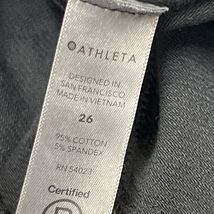 ATHLETA
DESIGNED IN
SAN FRANCISCO
MADE IN VIETNAM
26
95% COTTON
5% SPANDEX
RN 54023
Certified
B